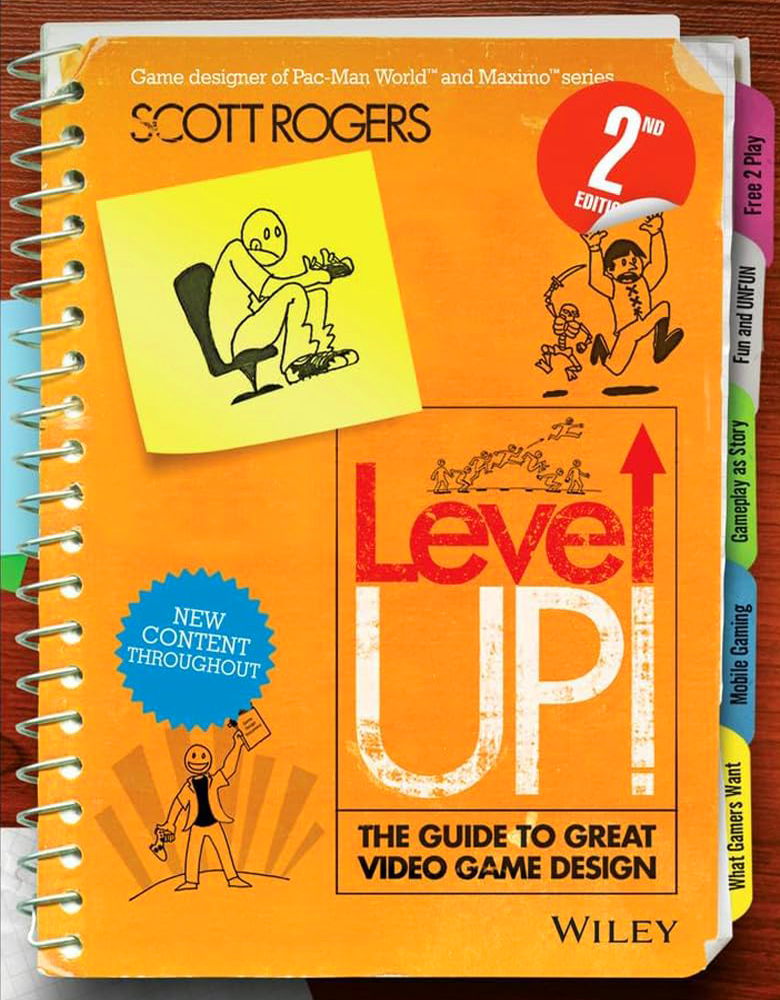 Game designer of Pac-Man World™ and Maximo™ series
SCOTT ROGERS
2ND
Free 2 Play
Fun and UNFUN
Gameplay as Story
Mobile Gaming
What Gamers Want
Level
UP!
NEW
CONTENT
THROUGHOUT
THE GUIDE TO GREAT
VIDEO GAME DESIGN
WILEY